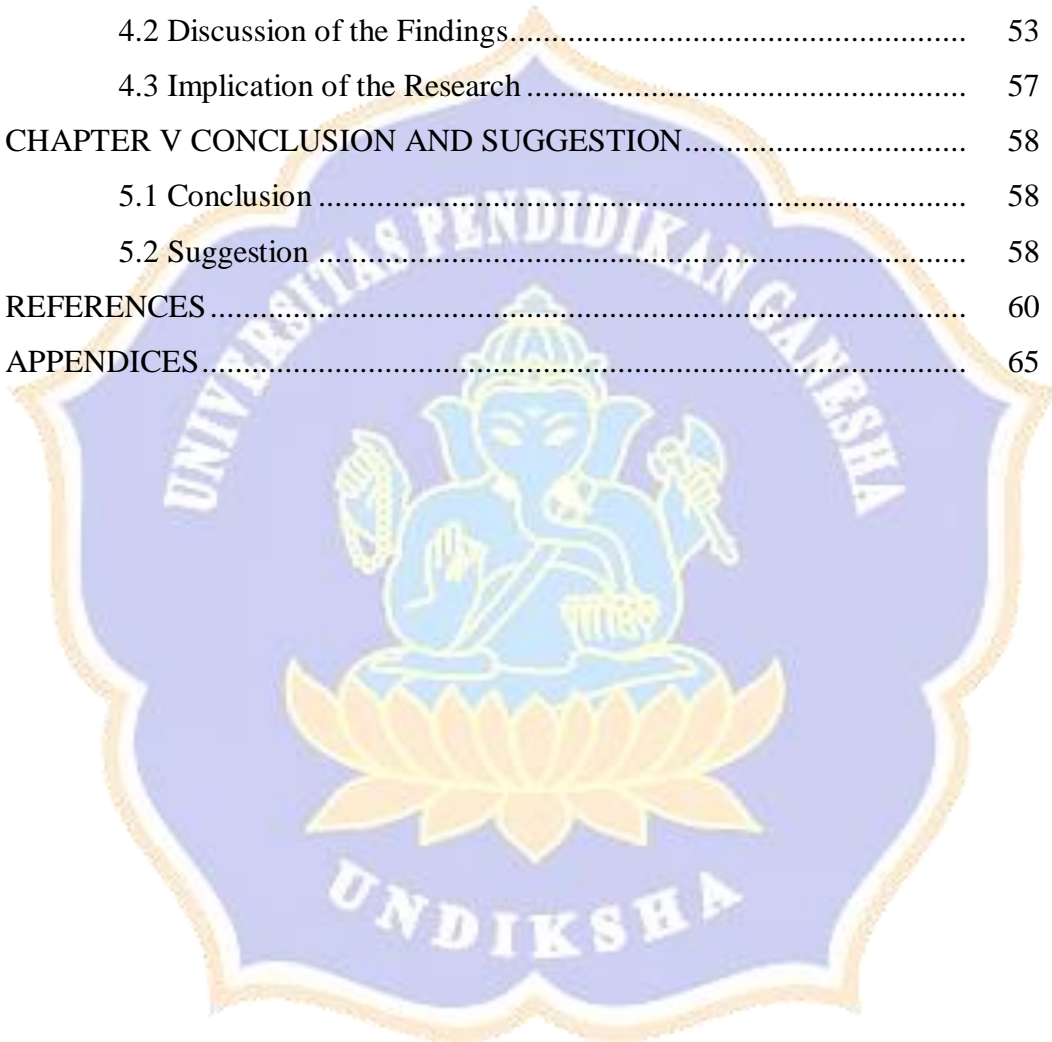 4.2 Discussion of the Findings.................................................................. 53
4.3 Implication of the Research ................................................................ 57
CHAPTER V CONCLUSION AND SUGGESTION......................................... 58
5.1 Conclusion ............................................................................................ 58
5.2 Suggestion ............................................................................................ 58
REFERENCES ............................................................................................... 60
APPENDICES................................................................................................. 65
UNIVERSITAS PENDIDIKAN GANESHA
UNDIKSHA